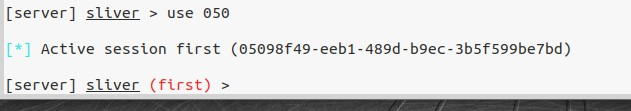 [server] sliver > use 050
[*] Active session first (05098f49-eeb1-489d-b9ec-3b5f599be7bd)
[server] sliver (first) >